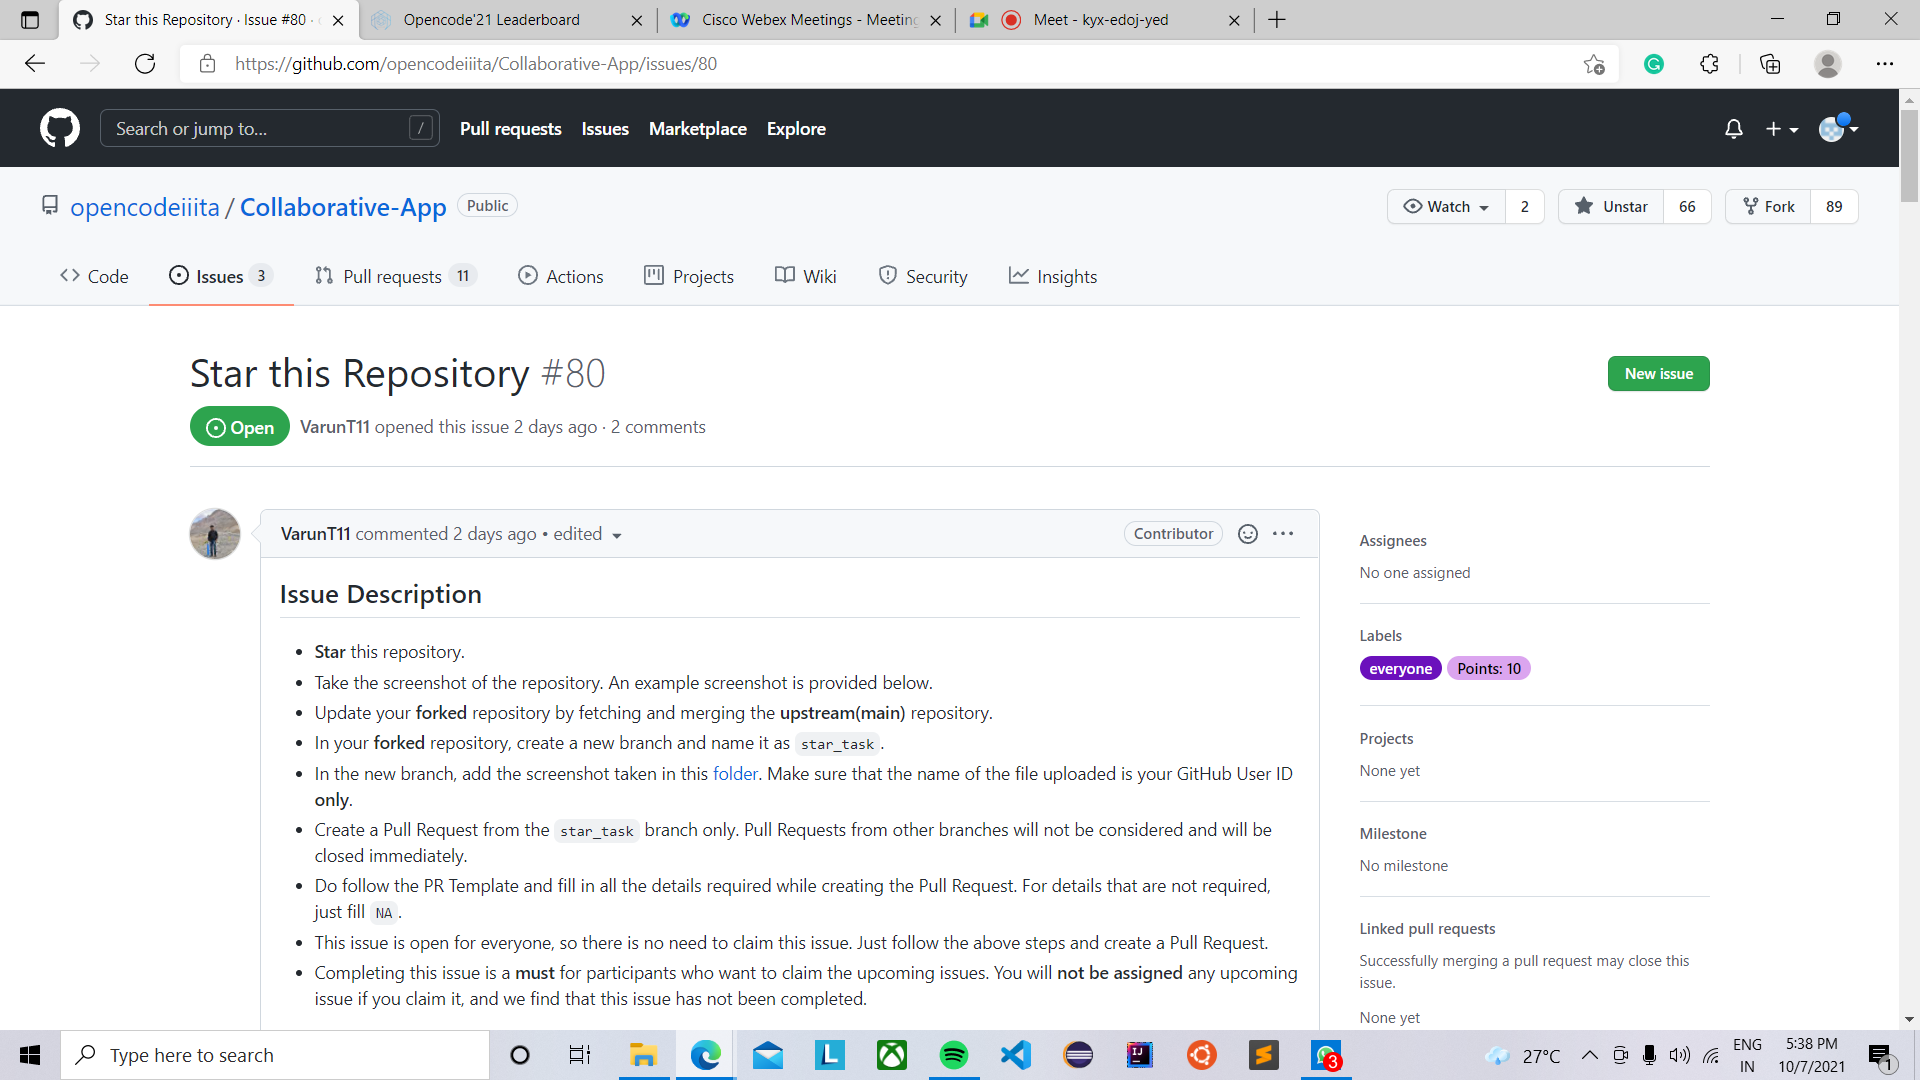 Star this Repository · Issue #80 ·
Opencode'21 Leaderboard
Cisco Webex Meetings - Meeting
Meet - kyx-edoj-yed
https://github.com/opencodeiiita/Collaborative-App/issues/80
Search or jump to...
/
Pull requests
Issues
Marketplace
Explore
opencodeiiita / Collaborative-App
Public
Watch
2
Unstar
66
Fork
89
Code
Issues 3
Pull requests 11
Actions
Projects
Wiki
Security
Insights
Star this Repository #80
New issue
Open
VarunT11 opened this issue 2 days ago · 2 comments
VarunT11 commented 2 days ago • edited
Contributor
Issue Description
• Star this repository.
• Take the screenshot of the repository. An example screenshot is provided below.
• Update your forked repository by fetching and merging the upstream(main) repository.
• In your forked repository, create a new branch and name it as star_task .
• In the new branch, add the screenshot taken in this folder. Make sure that the name of the file uploaded is your GitHub User ID
only.
• Create a Pull Request from the star_task branch only. Pull Requests from other branches will not be considered and will be
closed immediately.
• Do follow the PR Template and fill in all the details required while creating the Pull Request. For details that are not required,
just fill NA .
• This issue is open for everyone, so there is no need to claim this issue. Just follow the above steps and create a Pull Request.
• Completing this issue is a must for participants who want to claim the upcoming issues. You will not be assigned any upcoming
issue if you claim it, and we find that this issue has not been completed.
Assignees
No one assigned
Labels
everyone
Points: 10
Projects
None yet
Milestone
No milestone
Linked pull requests
Successfully merging a pull request may close this
issue.
None yet
Type here to search
L
IJ
3
27°C
ENG
IN
5:38 PM
10/7/2021
1